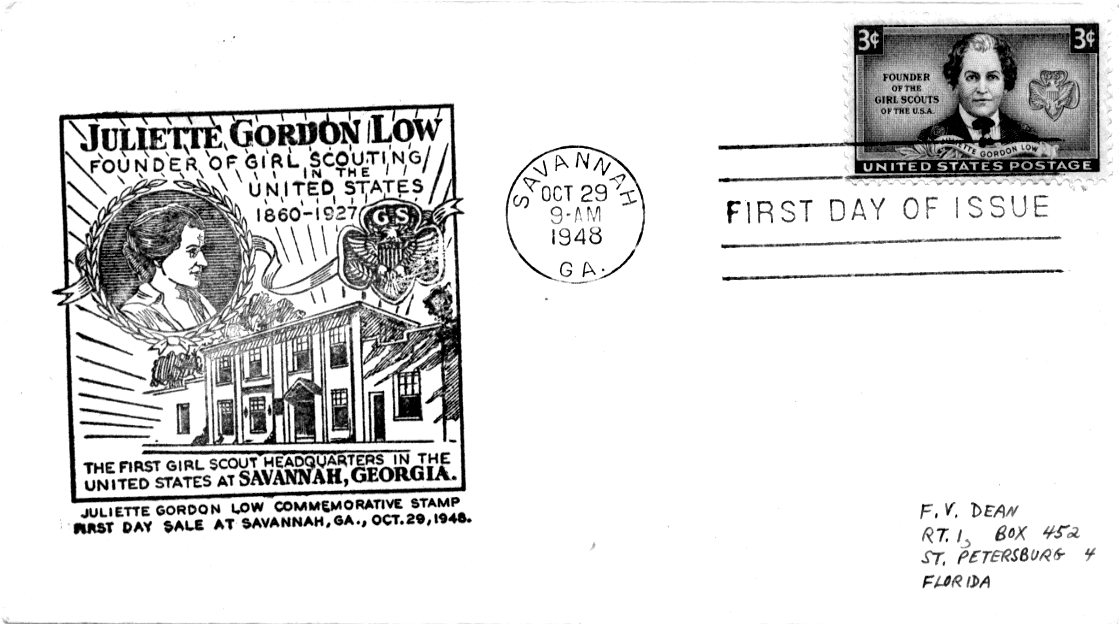 JULIETTE GORDON LOW
FOUNDER OF GIRL SCOUTING
IN THE
UNITED STATES
1860-1927
GS
THE FIRST GIRL SCOUT HEADQUARTERS IN THE
UNITED STATES AT SAVANNAH, GEORGIA.
JULIETTE GORDON LOW COMMEMORATIVE STAMP
FIRST DAY SALE AT SAVANNAH, GA., OCT. 29, 1948.
SAVANNAH
OCT 29
9-AM
1948
GA.
3¢ 3¢
FOUNDER
OF THE
GIRL SCOUTS
OF THE U.S.A.
JULIETTE GORDON LOW
UNITED STATES POSTAGE
FIRST DAY OF ISSUE
F. V. DEAN
RT. 1, BOX 452
ST. PETERSBURG 4
FLORIDA